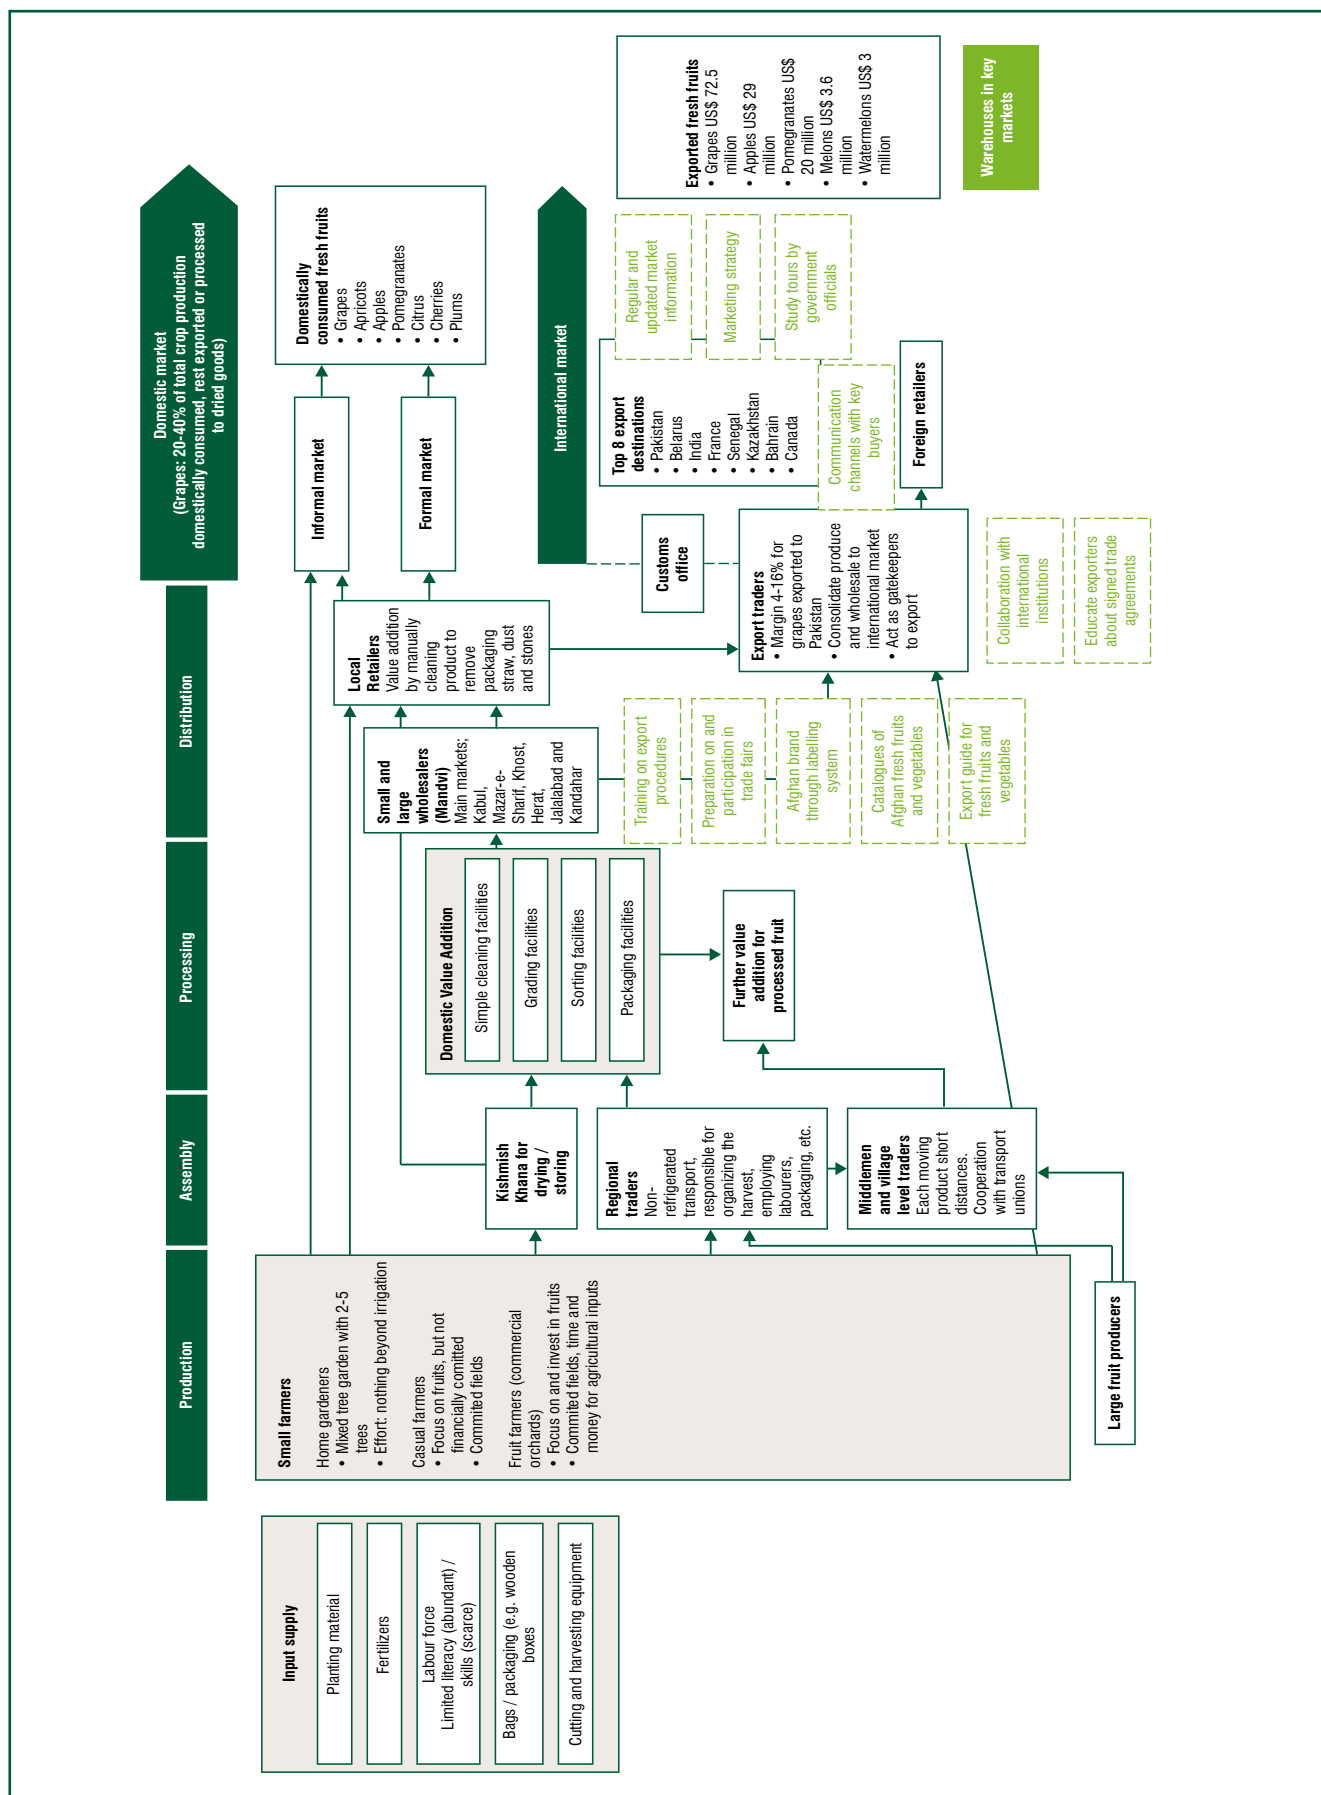 Production
Assembly
Processing
Distribution
Domestic market
(Grapes: 20-40% of total crop production
domestically consumed, rest exported or processed
to dried goods)
Input supply
Planting material
Fertilizers
Labour force
Limited literacy (abundant) /
skills (scarce)
Bags / packaging (e.g. wooden
boxes
Cutting and harvesting equipment
Small farmers
Home gardeners
• Mixed tree garden with 2-5
trees
• Effort: nothing beyond irrigation
Casual farmers
• Focus on fruits, but not
financially comitted
• Commited fields
Fruit farmers (commercial
orchards)
• Focus on and invest in fruits
• Commited fields, time and
money for agricultural inputs
Large fruit producers
Kishmish
Khana for
drying /
storing
Regional
traders
Non-
refrigerated
transport,
responsible for
organizing the
harvest,
employing
labourers,
packaging, etc.
Middlemen
and village
level traders
Each moving
product short
distances.
Cooperation
with transport
unions
Domestic Value Addition
Simple cleaning facilities
Grading facilities
Sorting facilities
Packaging facilities
Further value
addition for
processed fruit
Small and
large
wholesalers
(Mandvi)
Main markets;
Kabul,
Mazar-e-
Sharif, Khost,
Herat,
Jalalabad and
Kandahar
Local
Retailers
Value addition
by manually
cleaning
product to
remove
packaging
straw, dust
and stones
Training on export
procedures
Preparation on and
participation in
trade fairs
Afghan brand
through labelling
system
Catalogues of
Afghan fresh fruits
and vegetables
Export guide for
fresh fruits and
vegetables
Informal market
Formal market
Domestically
consumed fresh fruits
• Grapes
• Apricots
• Apples
• Pomegranates
• Citrus
• Cherries
• Plums
International market
Customs
office
Export traders
• Margin 4-16% for
grapes exported to
Pakistan
• Consolidate produce
and wholesale to
international market
• Act as gatekeepers
to export
Collaboration with
international
institutions
Educate exporters
about signed trade
agreements
Top 8 export
destinations
• Pakistan
• Belarus
• India
• France
• Senegal
• Kazakhstan
• Bahrain
• Canada
Communication
channels with key
buyers
Foreign retailers
Regular and
updated market
information
Marketing strategy
Study tours by
government
officials
Exported fresh fruits
• Grapes US$ 72.5
million
• Apples US$ 29
million
• Pomegranates US$
20 million
• Melons US$ 3.6
million
• Watermelons US$ 3
million
Warehouses in key
markets